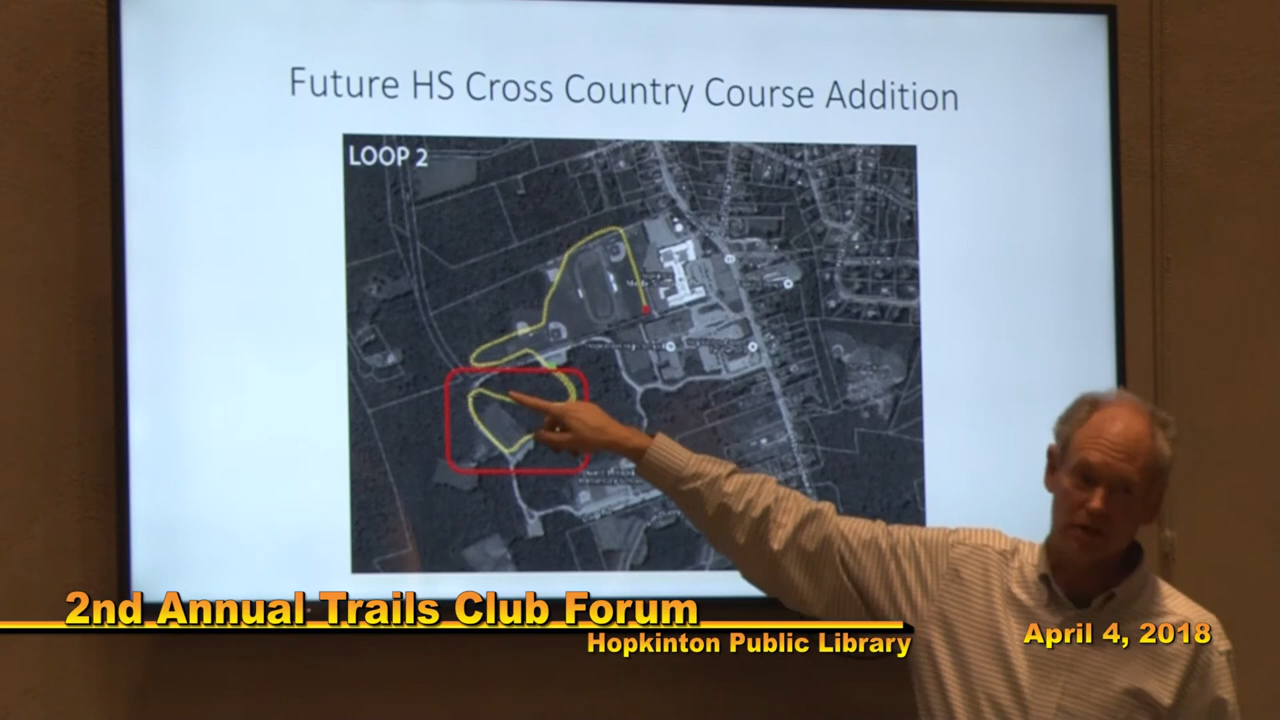 Future HS Cross Country Course Addition
LOOP 2
2nd Annual Trails Club Forum
Hopkinton Public Library
April 4, 2018